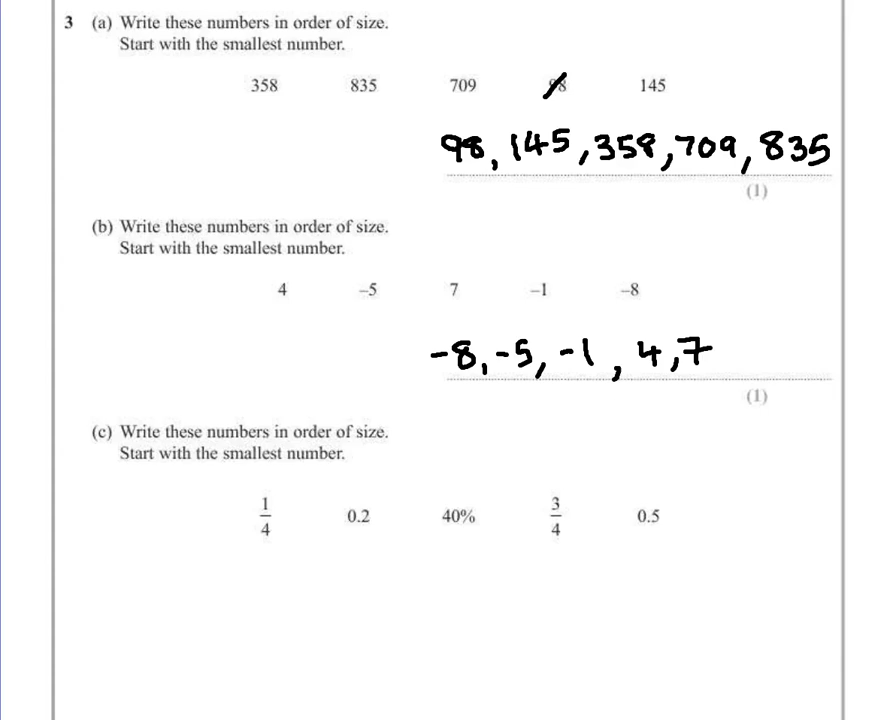 3 (a) Write these numbers in order of size.
Start with the smallest number.
358 835 709 98 145
98, 145, 358, 709, 835
(1)
(b) Write these numbers in order of size.
Start with the smallest number.
4 –5 7 –1 –8
-8, -5, -1, 4, 7
(1)
(c) Write these numbers in order of size.
Start with the smallest number.
1/4 0.2 40% 3/4 0.5